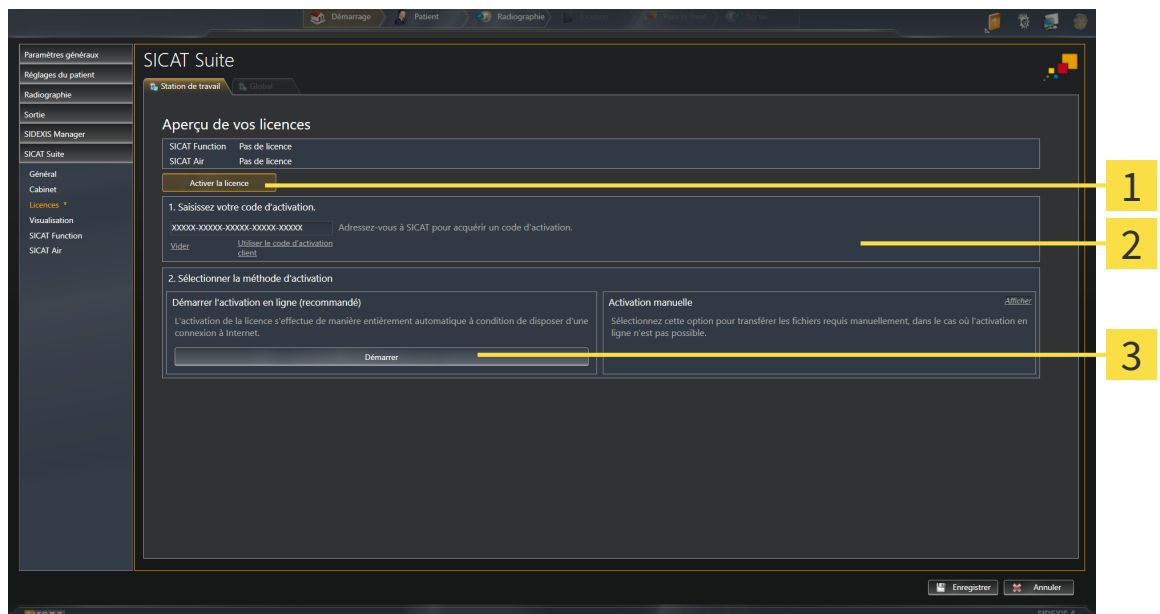 Démarrage
Patient
Radiographie
Paramètres généraux
Réglages du patient
Radiographie
Sortie
SIDEXIS Manager
SICAT Suite
Général
Cabinet
Licences *
Visualisation
SICAT Function
SICAT Air
SICAT Suite
Station de travail
Global
Aperçu de vos licences
SICAT Function Pas de licence
SICAT Air Pas de licence
Activer la licence
1. Saisissez votre code d'activation.
XXXXX-XXXXX-XXXXX-XXXXX-XXXXX Adressez-vous à SICAT pour acquérir un code d'activation.
Vider
Utiliser le code d'activation
client
2. Sélectionner la méthode d'activation
Démarrer l'activation en ligne (recommandé)
L'activation de la licence s'effectue de manière entièrement automatique à condition de disposer d'une
connexion à Internet.
Démarrer
Activation manuelle
Afficher
Sélectionnez cette option pour transférer les fichiers requis manuellement, dans le cas où l'activation en
ligne n'est pas possible.
1
2
3
Enregistrer
Annuler
SIDEXIS 4